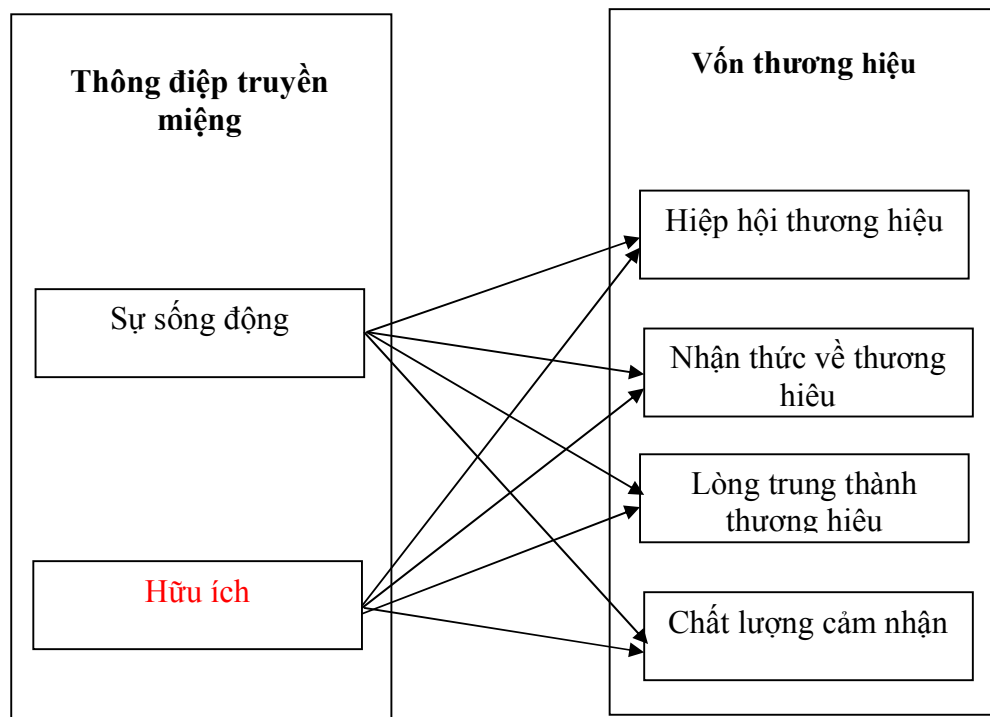 Thông điệp truyền
miệng
Sự sống động
Hữu ích
Vốn thương hiệu
Hiệp hội thương hiệu
Nhận thức về thương
hiêu
Lòng trung thành
thương hiêu
Chất lượng cảm nhận